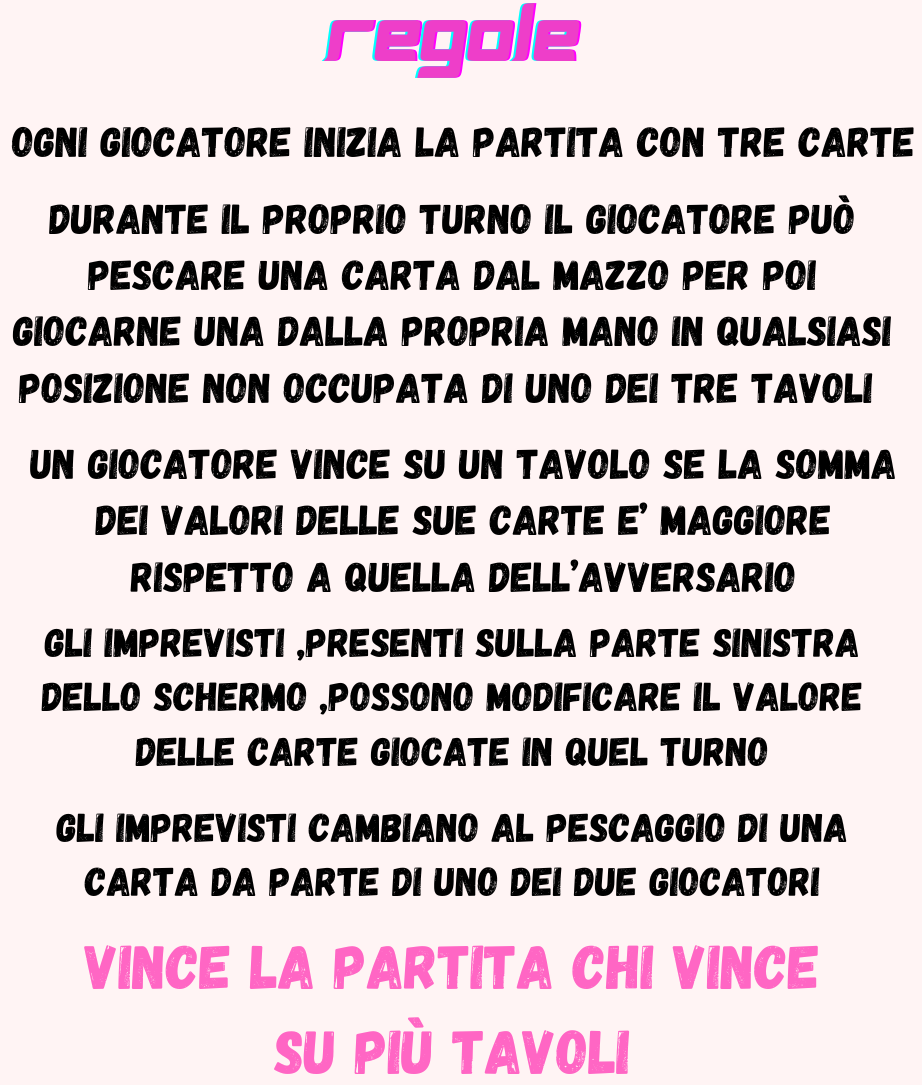 regole
OGNI GIOCATORE INIZIA LA PARTITA CON TRE CARTE
DURANTE IL PROPRIO TURNO IL GIOCATORE PUÒ
PESCARE UNA CARTA DAL MAZZO PER POI
GIOCARNE UNA DALLA PROPRIA MANO IN QUALSIASI
POSIZIONE NON OCCUPATA DI UNO DEI TRE TAVOLI
UN GIOCATORE VINCE SU UN TAVOLO SE LA SOMMA
DEI VALORI DELLE SUE CARTE E’ MAGGIORE
RISPETTO A QUELLA DELL’AVVERSARIO
GLI IMPREVISTI ,PRESENTI SULLA PARTE SINISTRA
DELLO SCHERMO ,POSSONO MODIFICARE IL VALORE
DELLE CARTE GIOCATE IN QUEL TURNO
GLI IMPREVISTI CAMBIANO AL PESCAGGIO DI UNA
CARTA DA PARTE DI UNO DEI DUE GIOCATORI
VINCE LA PARTITA CHI VINCE
SU PIÙ TAVOLI